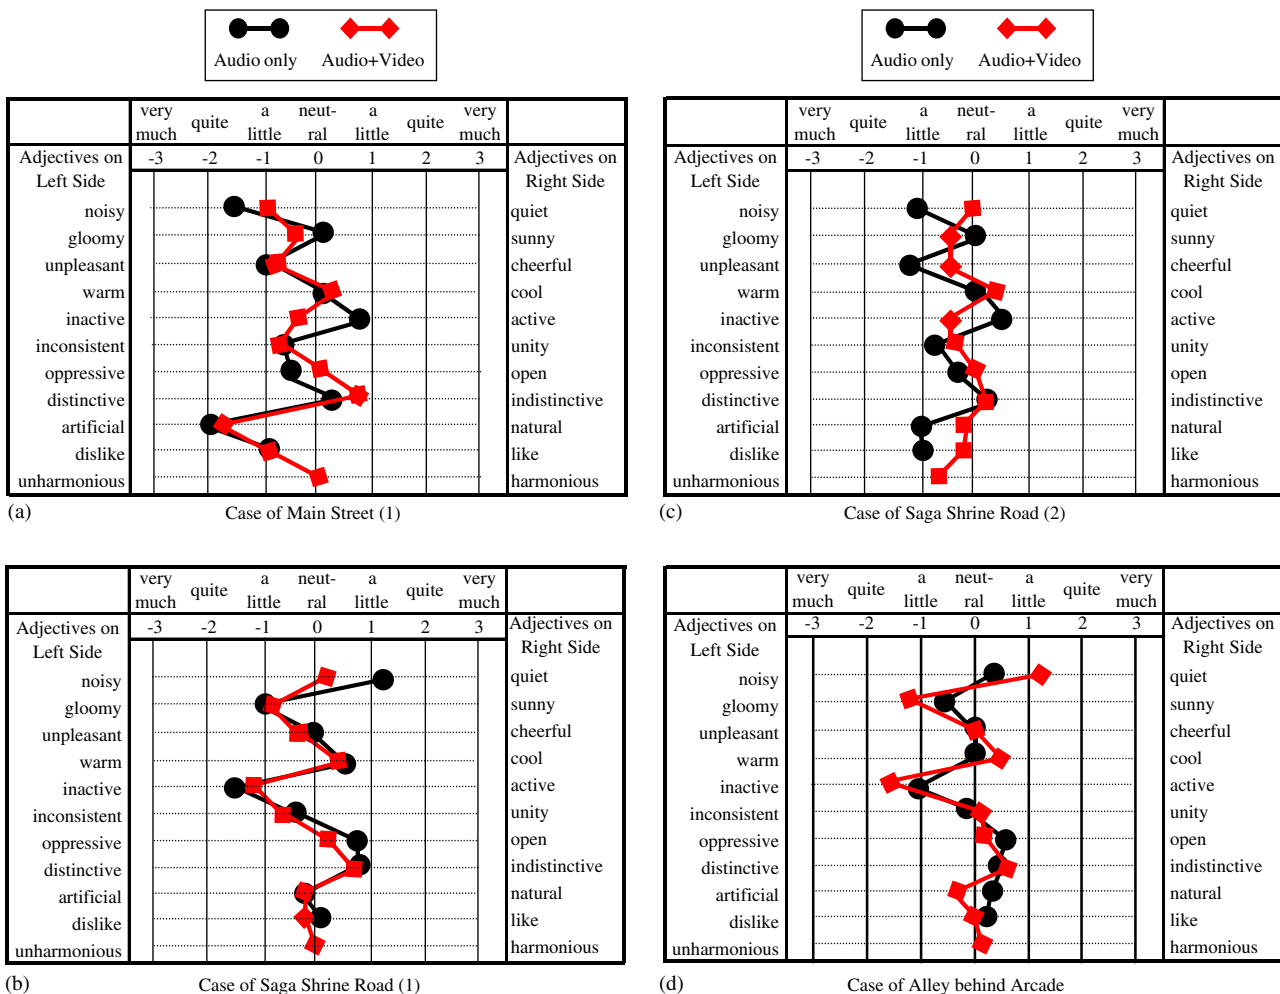 Audio only Audio+Video
very much quite a little neut-ral a little quite very much
Adjectives on Left Side -3 -2 -1 0 1 2 3 Adjectives on Right Side
noisy quiet
gloomy sunny
unpleasant cheerful
warm cool
inactive active
inconsistent unity
oppressive open
distinctive indistinctive
artificial natural
dislike like
unharmonious harmonious
(a) Case of Main Street (1)
Audio only Audio+Video
very much quite a little neut-ral a little quite very much
Adjectives on Left Side -3 -2 -1 0 1 2 3 Adjectives on Right Side
noisy quiet
gloomy sunny
unpleasant cheerful
warm cool
inactive active
inconsistent unity
oppressive open
distinctive indistinctive
artificial natural
dislike like
unharmonious harmonious
(c) Case of Saga Shrine Road (2)
very much quite a little neut-ral a little quite very much
Adjectives on Left Side -3 -2 -1 0 1 2 3 Adjectives on Right Side
noisy quiet
gloomy sunny
unpleasant cheerful
warm cool
inactive active
inconsistent unity
oppressive open
distinctive indistinctive
artificial natural
dislike like
unharmonious harmonious
(b) Case of Saga Shrine Road (1)
very much quite a little neut-ral a little quite very much
Adjectives on Left Side -3 -2 -1 0 1 2 3 Adjectives on Right Side
noisy quiet
gloomy sunny
unpleasant cheerful
warm cool
inactive active
inconsistent unity
oppressive open
distinctive indistinctive
artificial natural
dislike like
unharmonious harmonious
(d) Case of Alley behind Arcade